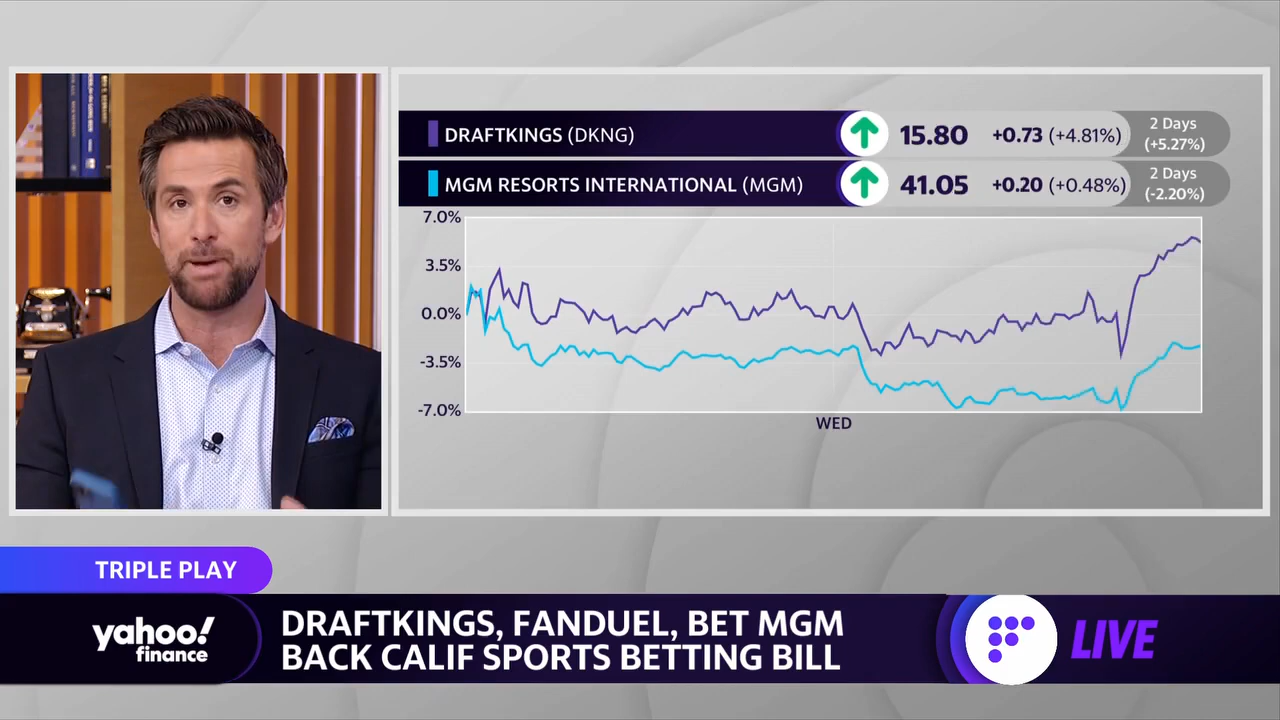 DRAFTKINGS (DKNG) 15.80 +0.73 (+4.81%) 2 Days (+5.27%)
MGM RESORTS INTERNATIONAL (MGM) 41.05 +0.20 (+0.48%) 2 Days (-2.20%)
7.0%
3.5%
0.0%
-3.5%
-7.0%
WED
TRIPLE PLAY
yahoo! finance
DRAFTKINGS, FANDUEL, BET MGM
BACK CALIF SPORTS BETTING BILL
LIVE